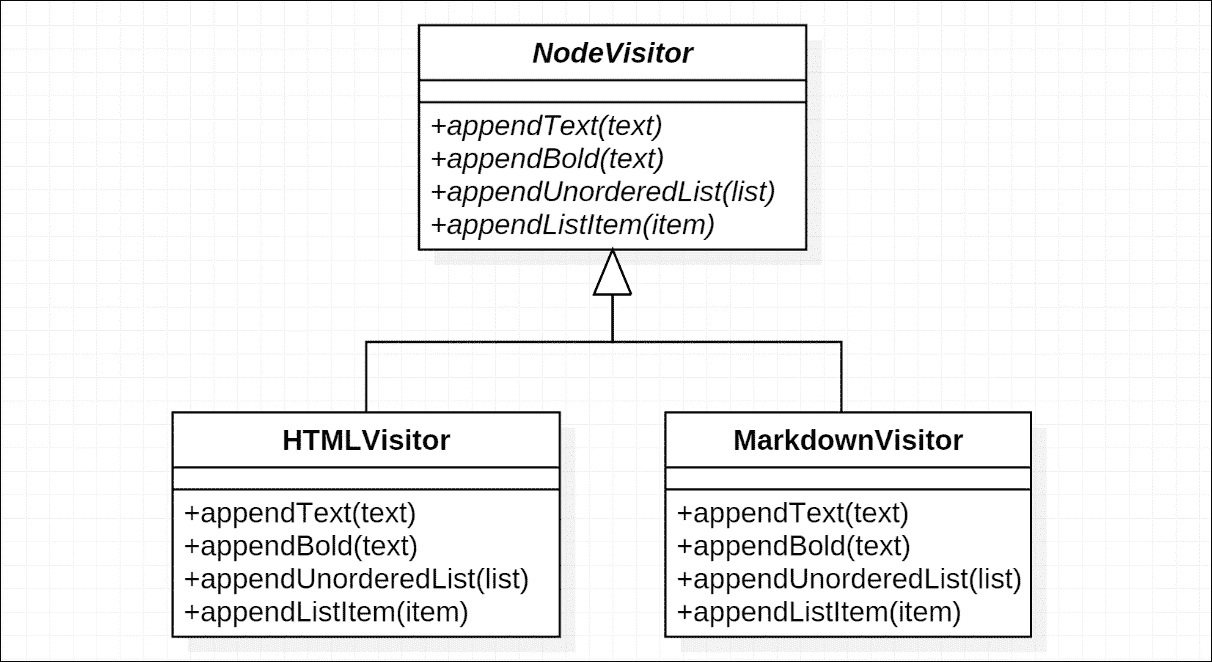 NodeVisitor
+appendText(text)
+appendBold(text)
+appendUnorderedList(list)
+appendListItem(item)
HTMLVisitor
+appendText(text)
+appendBold(text)
+appendUnorderedList(list)
+appendListItem(item)
MarkdownVisitor
+appendText(text)
+appendBold(text)
+appendUnorderedList(list)
+appendListItem(item)